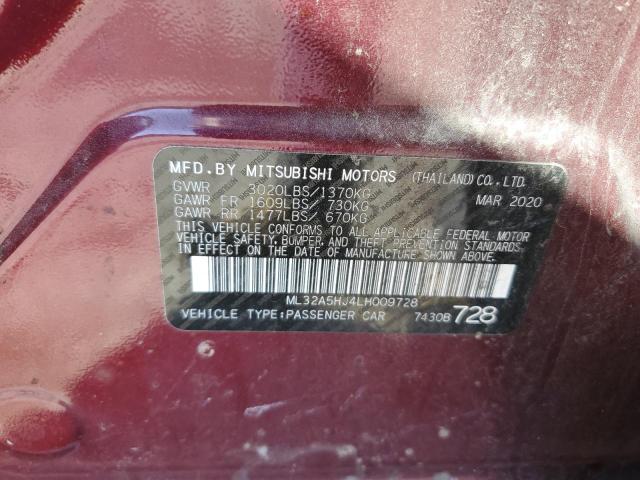 MFD.BY MITSUBISHI MOTORS (THAILAND)CO.,LTD.
GVWR 3020LBS/1370KG MAR 2020
GAWR FR 1609LBS/ 730KG
GAWR RR 1477LBS/ 670KG
THIS VEHICLE CONFORMS TO ALL APPLICABLE FEDERAL MOTOR
VEHICLE SAFETY, BUMPER, AND THEFT PREVENTION STANDARDS
IN EFFECT ON THE DATE OF MANUFACTURE SHOWN ABOVE.
ML32A5HJ4LH009728
VEHICLE TYPE:PASSENGER CAR 7430B 728